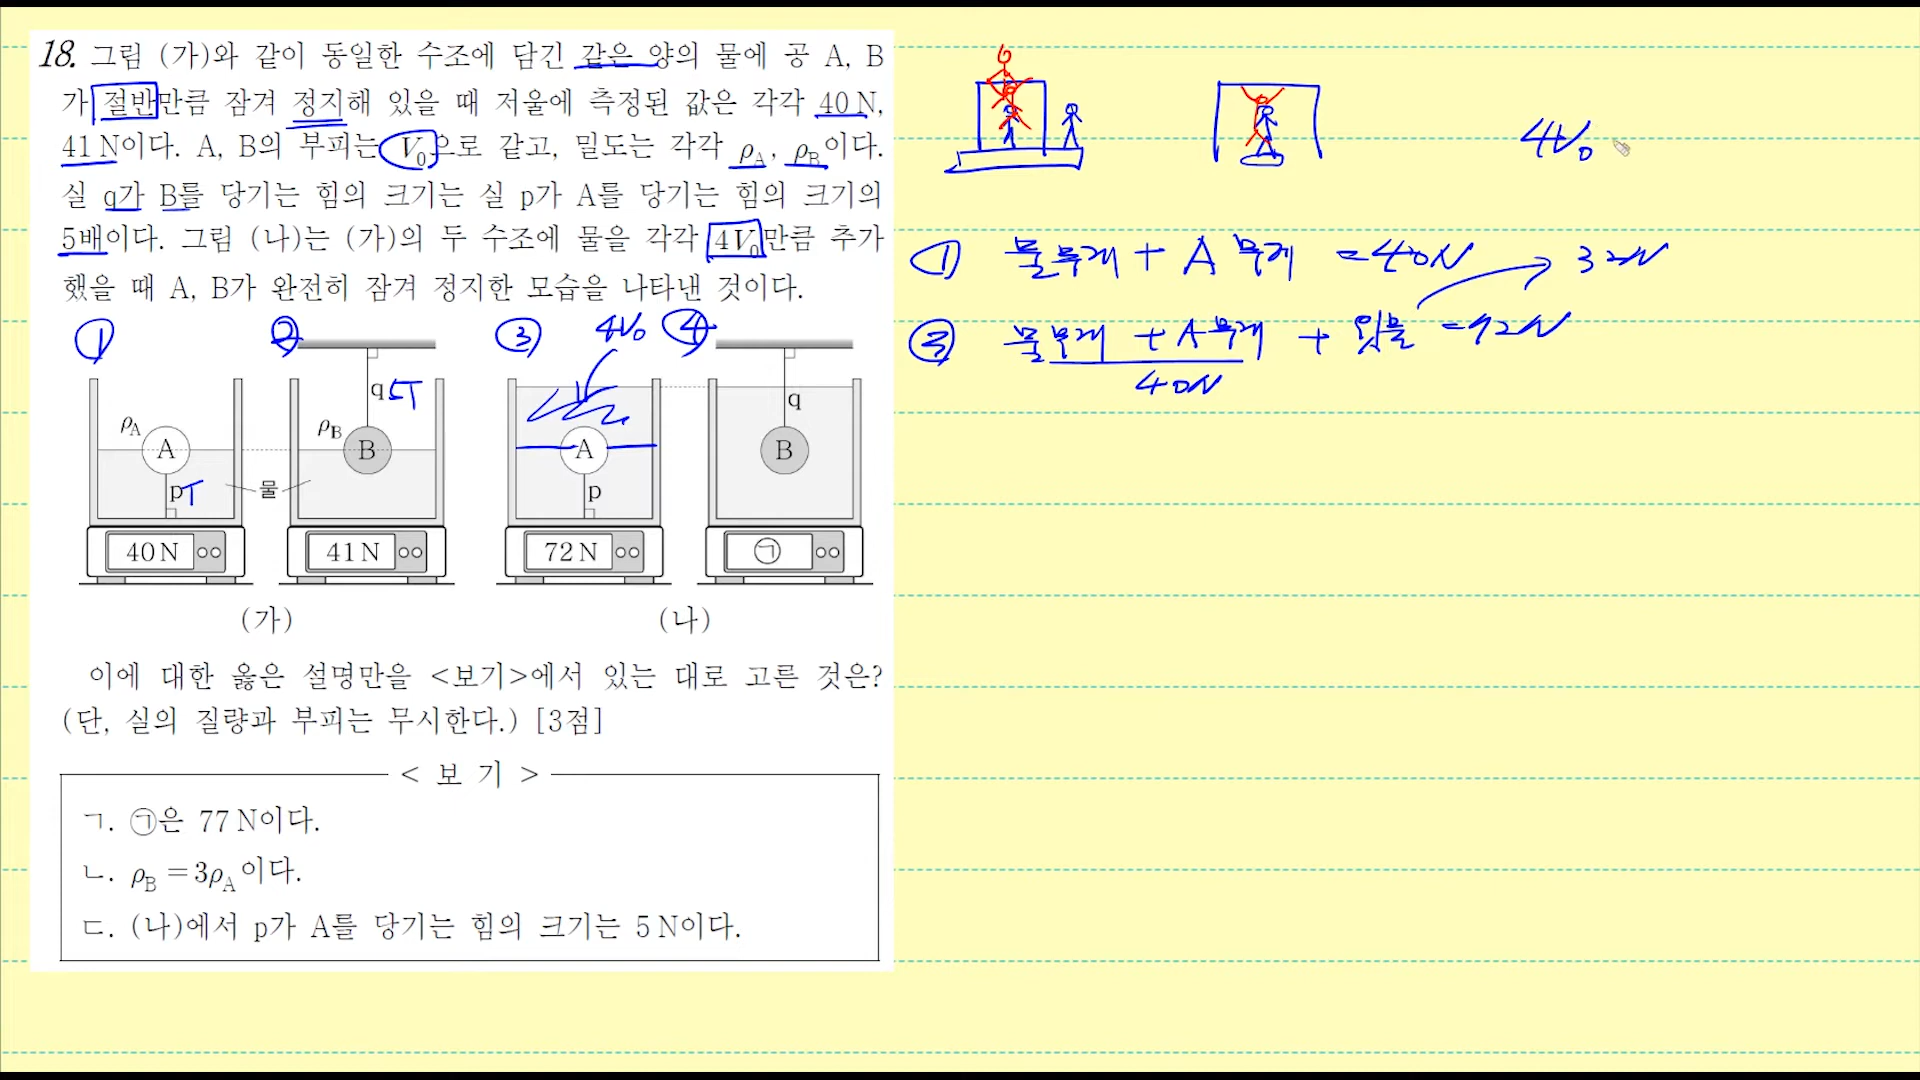 18. 그림 (가)와 같이 동일한 수조에 담긴 같은 양의 물에 공 A, B
가 절반만큼 잠겨 정지해 있을 때 저울에 측정된 값은 각각 40 N,
41 N이다. A, B의 부피는 V₀으로 같고, 밀도는 각각 ρA, ρB이다.
실 q가 B를 당기는 힘의 크기는 실 p가 A를 당기는 힘의 크기의
5배이다. 그림 (나)는 (가)의 두 수조에 물을 각각 4V₀만큼 추가
했을 때 A, B가 완전히 잠겨 정지한 모습을 나타낸 것이다.
① ② ③ 4V₀ ④
q 5T q
ρA A ρB B A B
p T 물 p
40 N 41 N 72 N ㉠
(가) (나)
이에 대한 옳은 설명만을 <보기>에서 있는 대로 고른 것은?
(단, 실의 질량과 부피는 무시한다.) [3점]
< 보 기 >
ㄱ. ㉠은 77 N이다.
ㄴ. ρB = 3ρA이다.
ㄷ. (나)에서 p가 A를 당기는 힘의 크기는 5 N이다.
4V₀
① 물무게 + A 무게 = 40N 32N
③ 물무게 + A무게 + 윗물 = 72N
40N